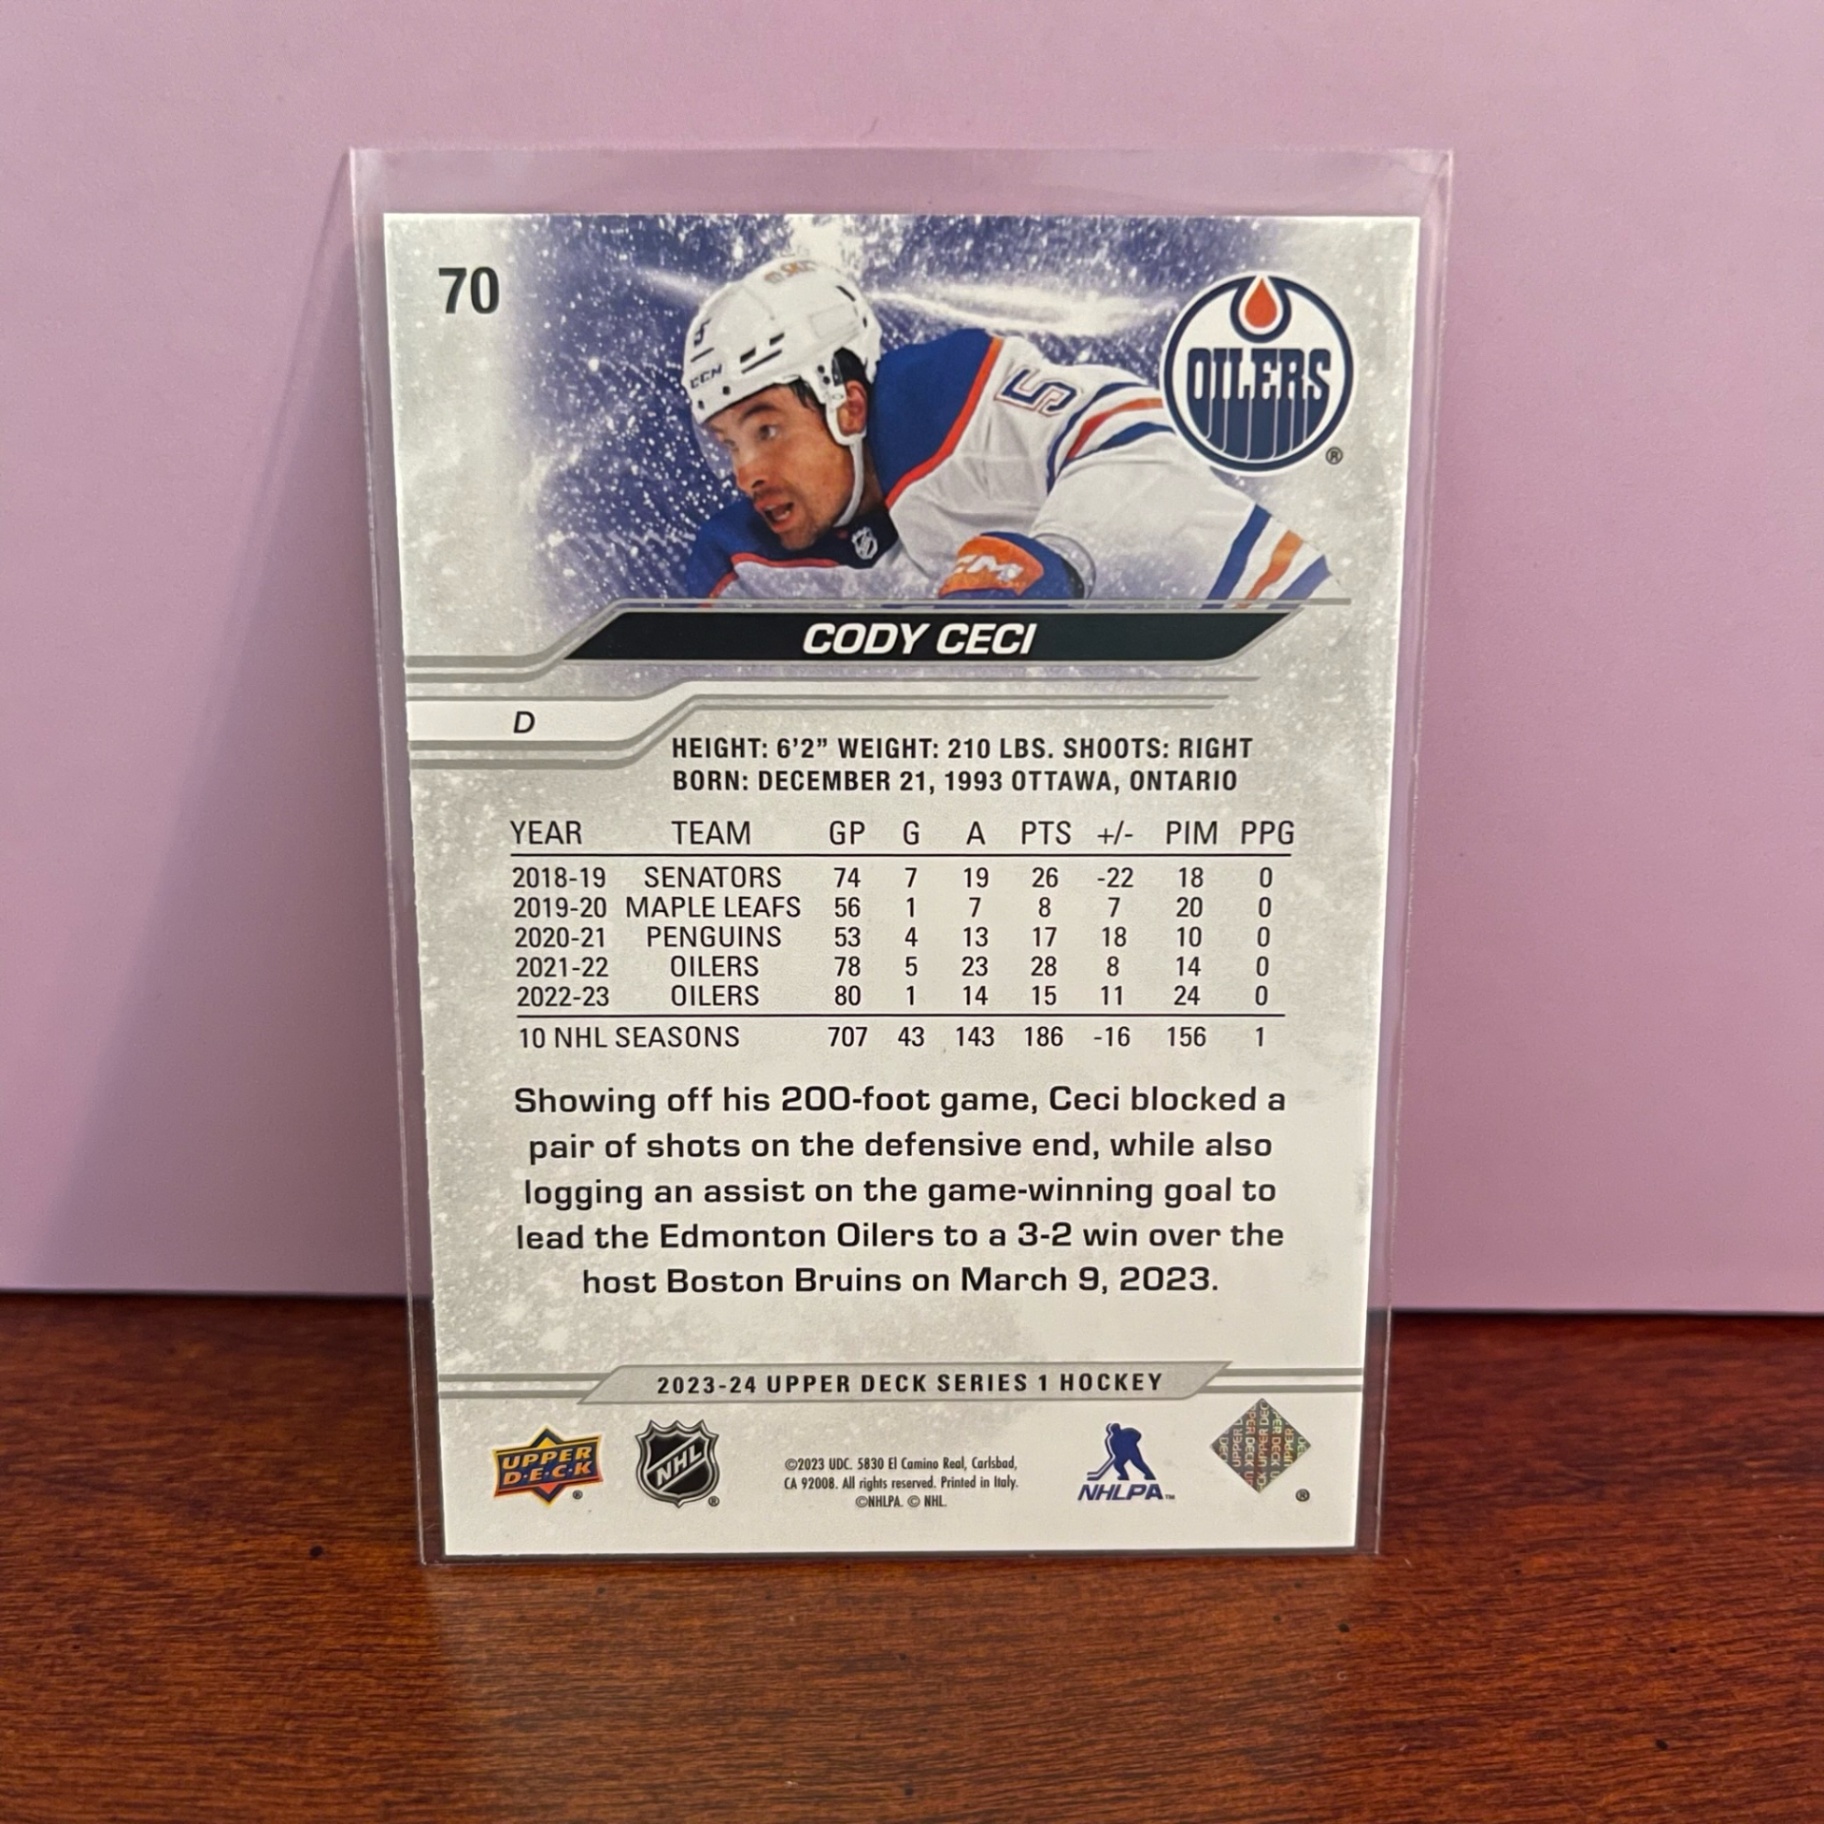 70
CCM
5
5
OILERS
®
CODY CECI
D
HEIGHT: 6'2" WEIGHT: 210 LBS. SHOOTS: RIGHT
BORN: DECEMBER 21, 1993 OTTAWA, ONTARIO
YEAR TEAM GP G A PTS +/- PIM PPG
2018-19 SENATORS 74 7 19 26 -22 18 0
2019-20 MAPLE LEAFS 56 1 7 8 7 20 0
2020-21 PENGUINS 53 4 13 17 18 10 0
2021-22 OILERS 78 5 23 28 8 14 0
2022-23 OILERS 80 1 14 15 11 24 0
10 NHL SEASONS 707 43 143 186 -16 156 1
Showing off his 200-foot game, Ceci blocked a
pair of shots on the defensive end, while also
logging an assist on the game-winning goal to
lead the Edmonton Oilers to a 3-2 win over the
host Boston Bruins on March 9, 2023.
2023-24 UPPER DECK SERIES 1 HOCKEY
UPPER
D·E·C·K
®
NHL
®
©2023 UDC. 5830 El Camino Real, Carlsbad,
CA 92008. All rights reserved. Printed in Italy.
©NHLPA. © NHL.
NHLPA™
UPPER DECK
®